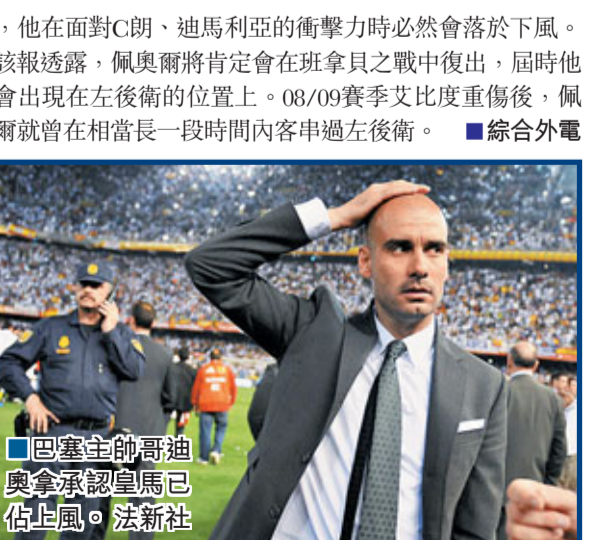 ，他在面對C朗、迪馬利亞的衝擊力時必然會落於下風。
該報透露，佩奧爾將肯定會在班拿貝之戰中復出，屆時他
會出現在左後衛的位置上。08/09賽季艾比度重傷後，佩
爾就曾在相當長一段時間內客串過左後衛。 ■綜合外電
■巴塞主帥哥迪
奧拿承認皇馬已
佔上風。 法新社